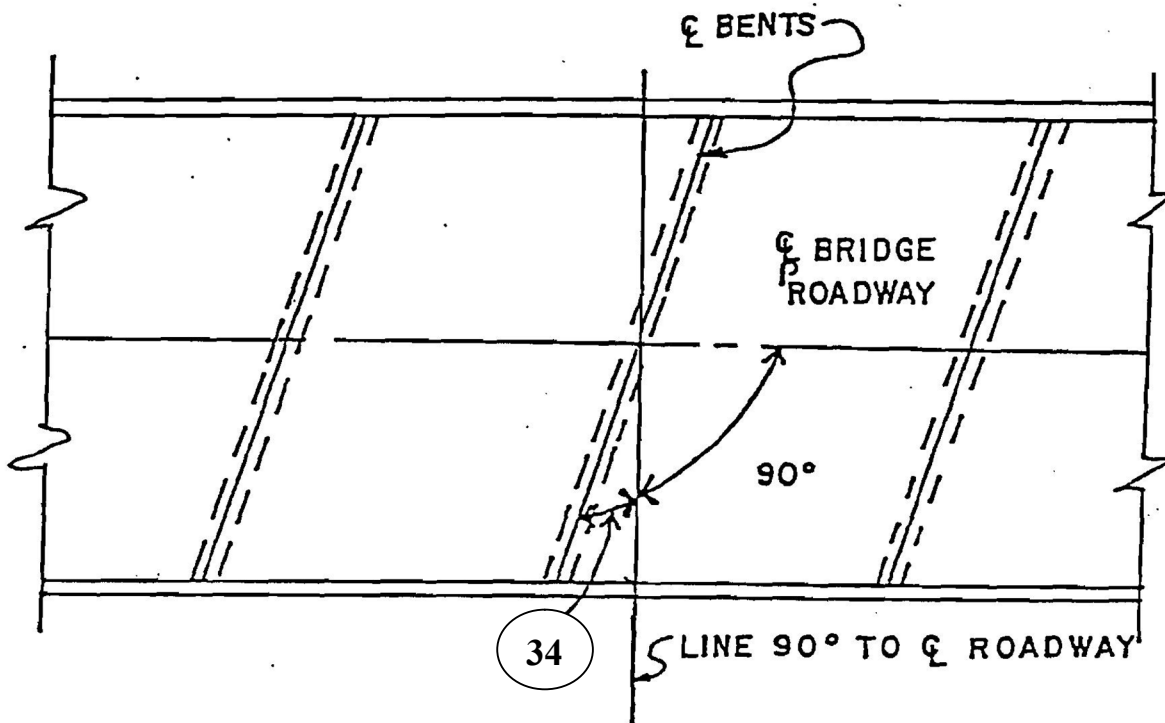 ℄ BENTS
℄ BRIDGE
ROADWAY
90°
34
LINE 90° TO ℄ ROADWAY